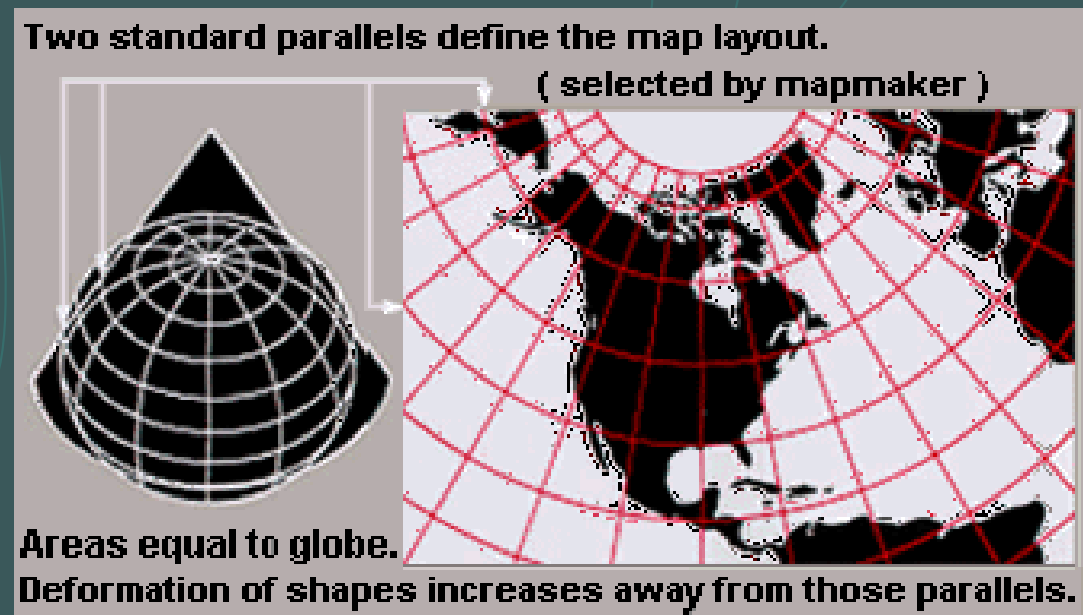 Two standard parallels define the map layout.
( selected by mapmaker )
Areas equal to globe.
Deformation of shapes increases away from those parallels.